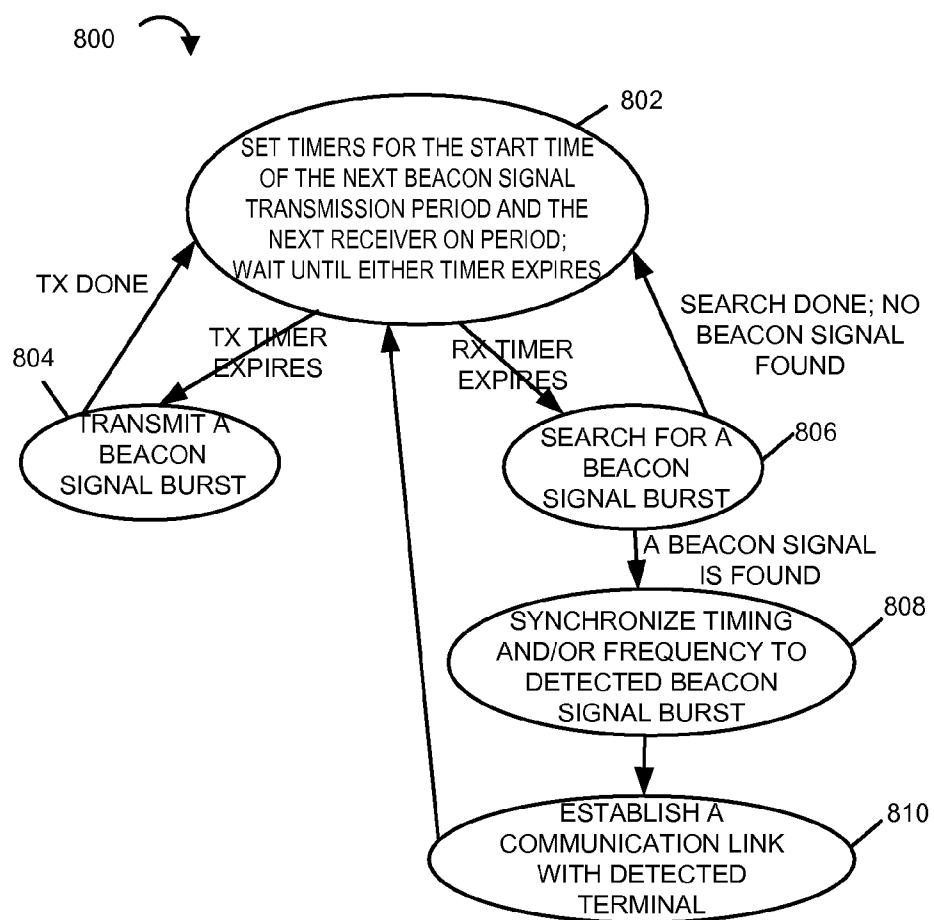 800
802
SET TIMERS FOR THE START TIME
OF THE NEXT BEACON SIGNAL
TRANSMISSION PERIOD AND THE
NEXT RECEIVER ON PERIOD;
WAIT UNTIL EITHER TIMER EXPIRES
TX DONE
SEARCH DONE; NO
BEACON SIGNAL
FOUND
TX TIMER
EXPIRES
RX TIMER
EXPIRES
804
TRANSMIT A
BEACON
SIGNAL BURST
806
SEARCH FOR A
BEACON
SIGNAL BURST
A BEACON SIGNAL
IS FOUND
808
SYNCHRONIZE TIMING
AND/OR FREQUENCY TO
DETECTED BEACON
SIGNAL BURST
810
ESTABLISH A
COMMUNICATION LINK
WITH DETECTED
TERMINAL